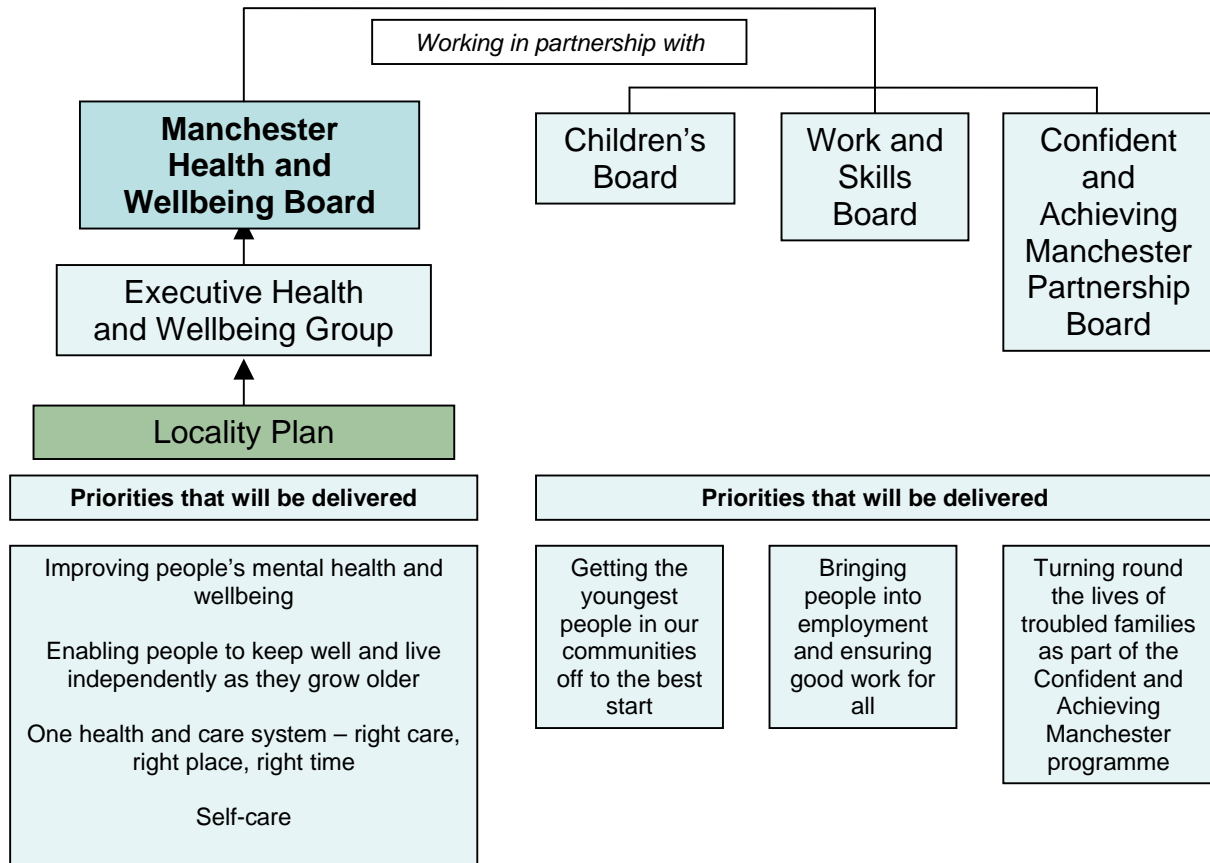 Working in partnership with
Manchester
Health and
Wellbeing Board
Children’s
Board
Work and
Skills
Board
Confident
and
Achieving
Manchester
Partnership
Board
Executive Health
and Wellbeing Group
Locality Plan
Priorities that will be delivered
Priorities that will be delivered
Improving people’s mental health and
wellbeing
Enabling people to keep well and live
independently as they grow older
One health and care system – right care,
right place, right time
Self-care
Getting the
youngest
people in our
communities
off to the best
start
Bringing
people into
employment
and ensuring
good work for
all
Turning round
the lives of
troubled families
as part of the
Confident and
Achieving
Manchester
programme